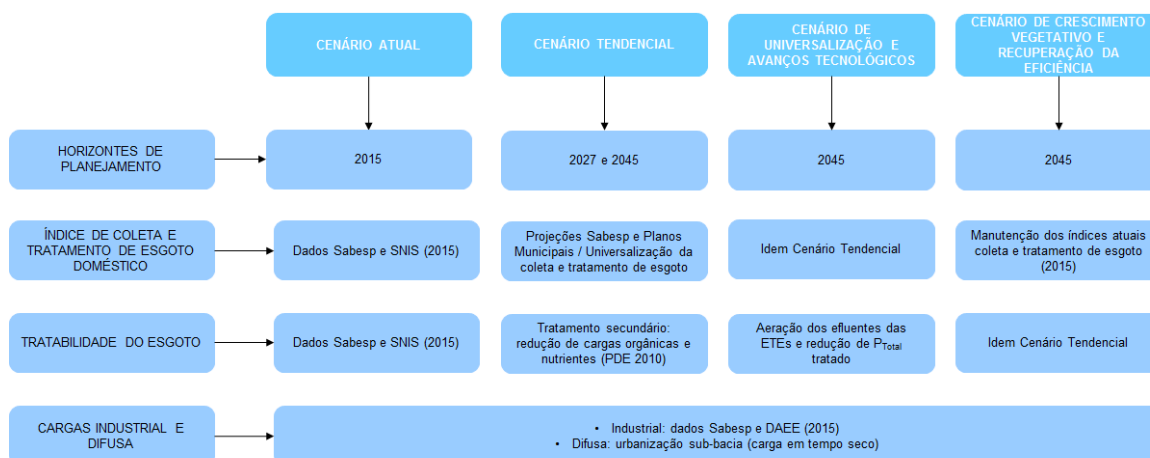 CENÁRIO ATUAL
CENÁRIO TENDENCIAL
CENÁRIO DE
UNIVERSALIZAÇÃO E
AVANÇOS TECNOLÓGICOS
CENÁRIO DE CRESCIMENTO
VEGETATIVO E
RECUPERAÇÃO DA
EFICIÊNCIA
HORIZONTES DE
PLANEJAMENTO
2015
2027 e 2045
2045
2045
ÍNDICE DE COLETA E
TRATAMENTO DE ESGOTO
DOMÉSTICO
Dados Sabesp e SNIS (2015)
Projeções Sabesp e Planos
Municipais / Universalização da
coleta e tratamento de esgoto
Idem Cenário Tendencial
Manutenção dos índices atuais
coleta e tratamento de esgoto
(2015)
TRATABILIDADE DO ESGOTO
Dados Sabesp e SNIS (2015)
Tratamento secundário:
redução de cargas orgânicas e
nutrientes (PDE 2010)
Aeração dos efluentes das
ETEs e redução de PTotal
tratado
Idem Cenário Tendencial
CARGAS INDUSTRIAL E
DIFUSA
• Industrial: dados Sabesp e DAEE (2015)
• Difusa: urbanização sub-bacia (carga em tempo seco)